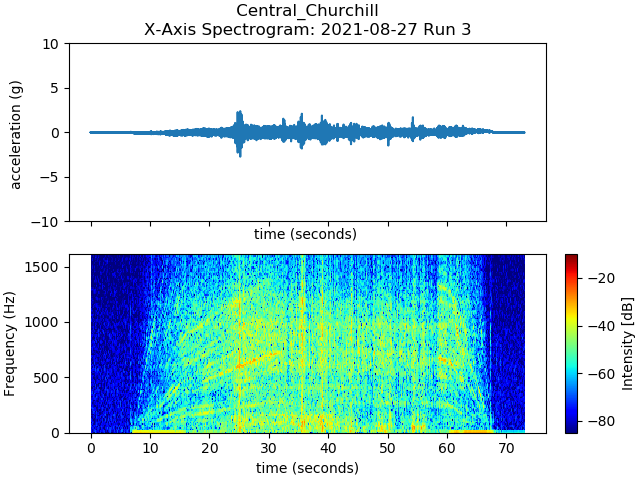 Central_Churchill
X-Axis Spectrogram: 2021-08-27 Run 3
10
5
0
−5
−10
acceleration (g)
time (seconds)
1500
1000
500
0
Frequency (Hz)
0 10 20 30 40 50 60 70
time (seconds)
−20
−40
−60
−80
Intensity [dB]